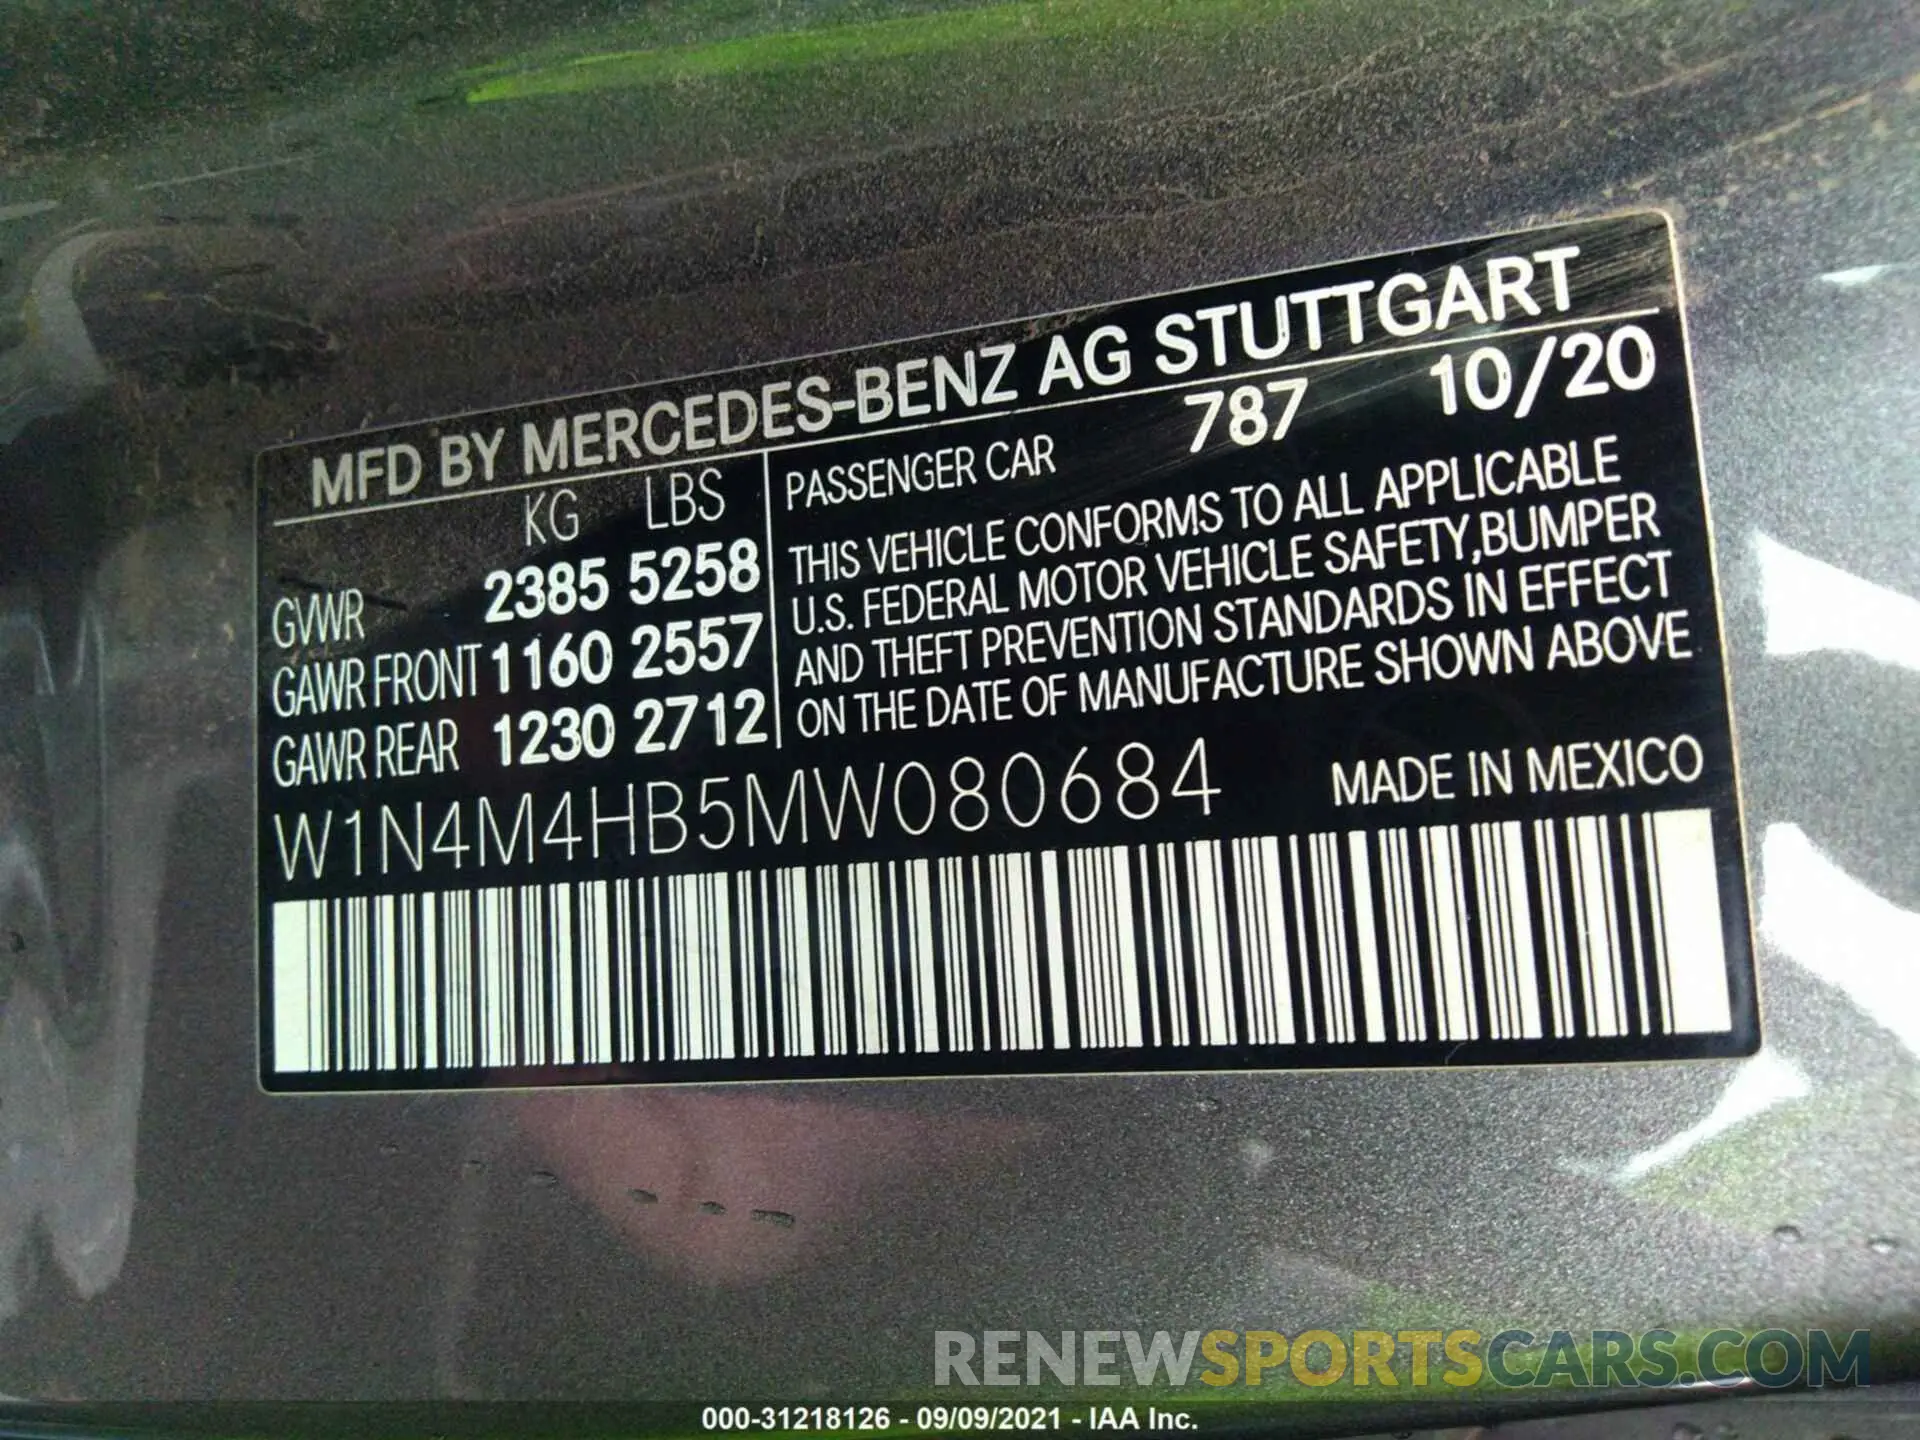 MFD BY MERCEDES-BENZ AG STUTTGART
KG LBS
GVWR 2385 5258
GAWR FRONT 1160 2557
GAWR REAR 1230 2712
PASSENGER CAR 787 10/20
THIS VEHICLE CONFORMS TO ALL APPLICABLE
U.S. FEDERAL MOTOR VEHICLE SAFETY,BUMPER
AND THEFT PREVENTION STANDARDS IN EFFECT
ON THE DATE OF MANUFACTURE SHOWN ABOVE
W1N4M4HB5MW080684 MADE IN MEXICO
RENEWSPORTSCARS.COM
000-31218126 - 09/09/2021 - IAA Inc.